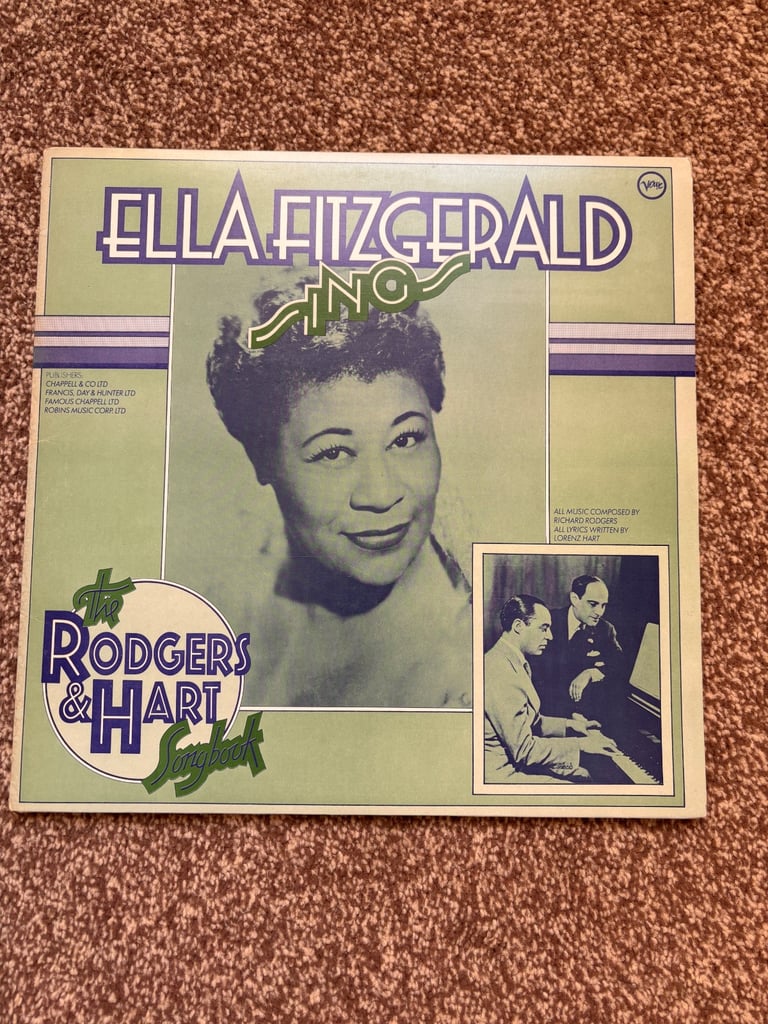 ELLA FITZGERALD
SINGS
Verve
PUBLISHERS:
CHAPPELL & CO LTD
FRANCIS, DAY & HUNTER LTD
FAMOUS CHAPPELL LTD
ROBINS MUSIC CORP. LTD
ALL MUSIC COMPOSED BY
RICHARD RODGERS
ALL LYRICS WRITTEN BY
LORENZ HART
The
RODGERS
& HART
Songbook